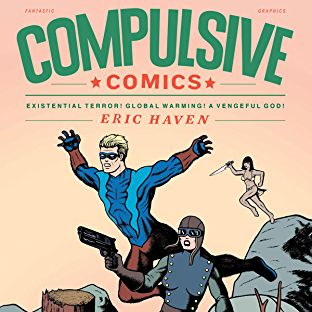 FANTASTIC GRAPHICS
COMPULSIVE
COMICS
EXISTENTIAL TERROR! GLOBAL WARMING! A VENGEFUL GOD!
ERIC HAVEN